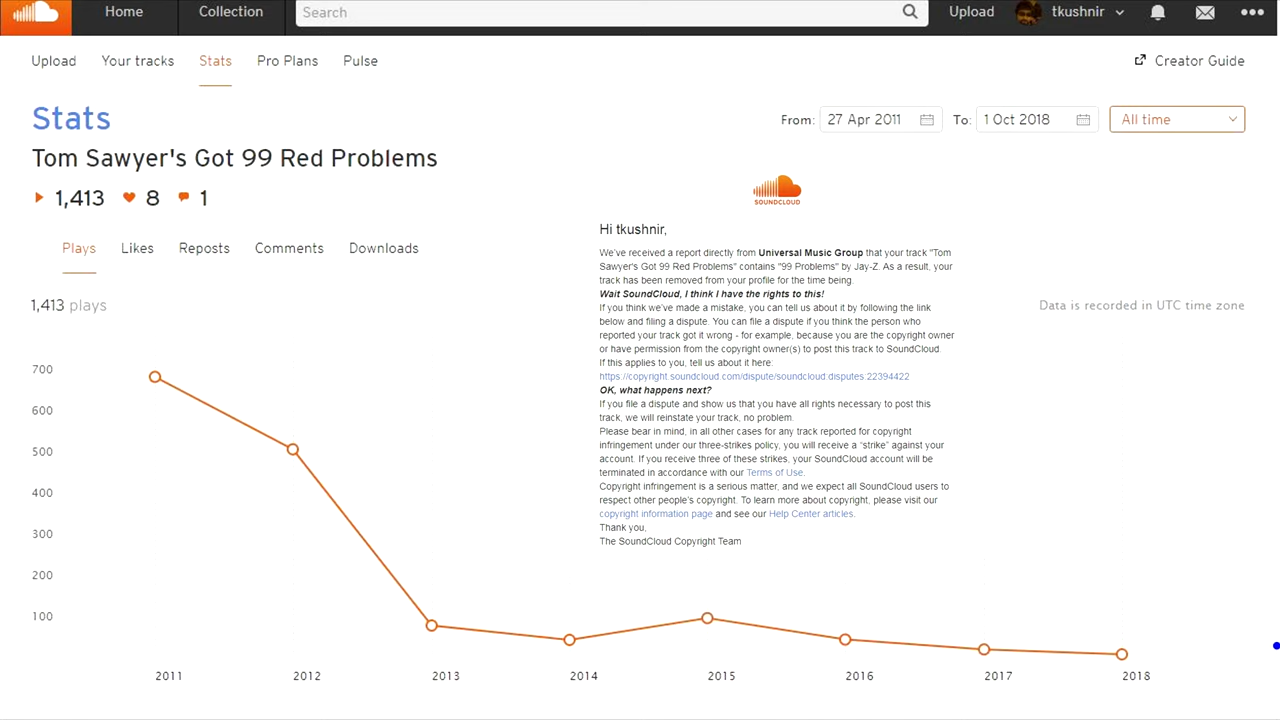 Home
Collection
Search
Upload
tkushnir
Upload
Your tracks
Stats
Pro Plans
Pulse
Creator Guide
Stats
From: 27 Apr 2011
To: 1 Oct 2018
All time
Tom Sawyer's Got 99 Red Problems
1,413
8
1
SOUNDCLOUD
Plays
Likes
Reposts
Comments
Downloads
1,413 plays
Data is recorded in UTC time zone
Hi tkushnir,
We've received a report directly from Universal Music Group that your track "Tom
Sawyer's Got 99 Red Problems" contains "99 Problems" by Jay-Z. As a result, your
track has been removed from your profile for the time being.
Wait SoundCloud, I think I have the rights to this!
If you think we've made a mistake, you can tell us about it by following the link
below and filing a dispute. You can file a dispute if you think the person who
reported your track got it wrong - for example, because you are the copyright owner
or have permission from the copyright owner(s) to post this track to SoundCloud.
If this applies to you, tell us about it here:
https://copyright.soundcloud.com/dispute/soundcloud:disputes:22394422
OK, what happens next?
If you file a dispute and show us that you have all rights necessary to post this
track, we will reinstate your track, no problem.
Please bear in mind, in all other cases for any track reported for copyright
infringement under our three-strikes policy, you will receive a "strike" against your
account. If you receive three of these strikes, your SoundCloud account will be
terminated in accordance with our Terms of Use.
Copyright infringement is a serious matter, and we expect all SoundCloud users to
respect other people's copyright. To learn more about copyright, please visit our
copyright information page and see our Help Center articles.
Thank you,
The SoundCloud Copyright Team
700
600
500
400
300
200
100
2011
2012
2013
2014
2015
2016
2017
2018